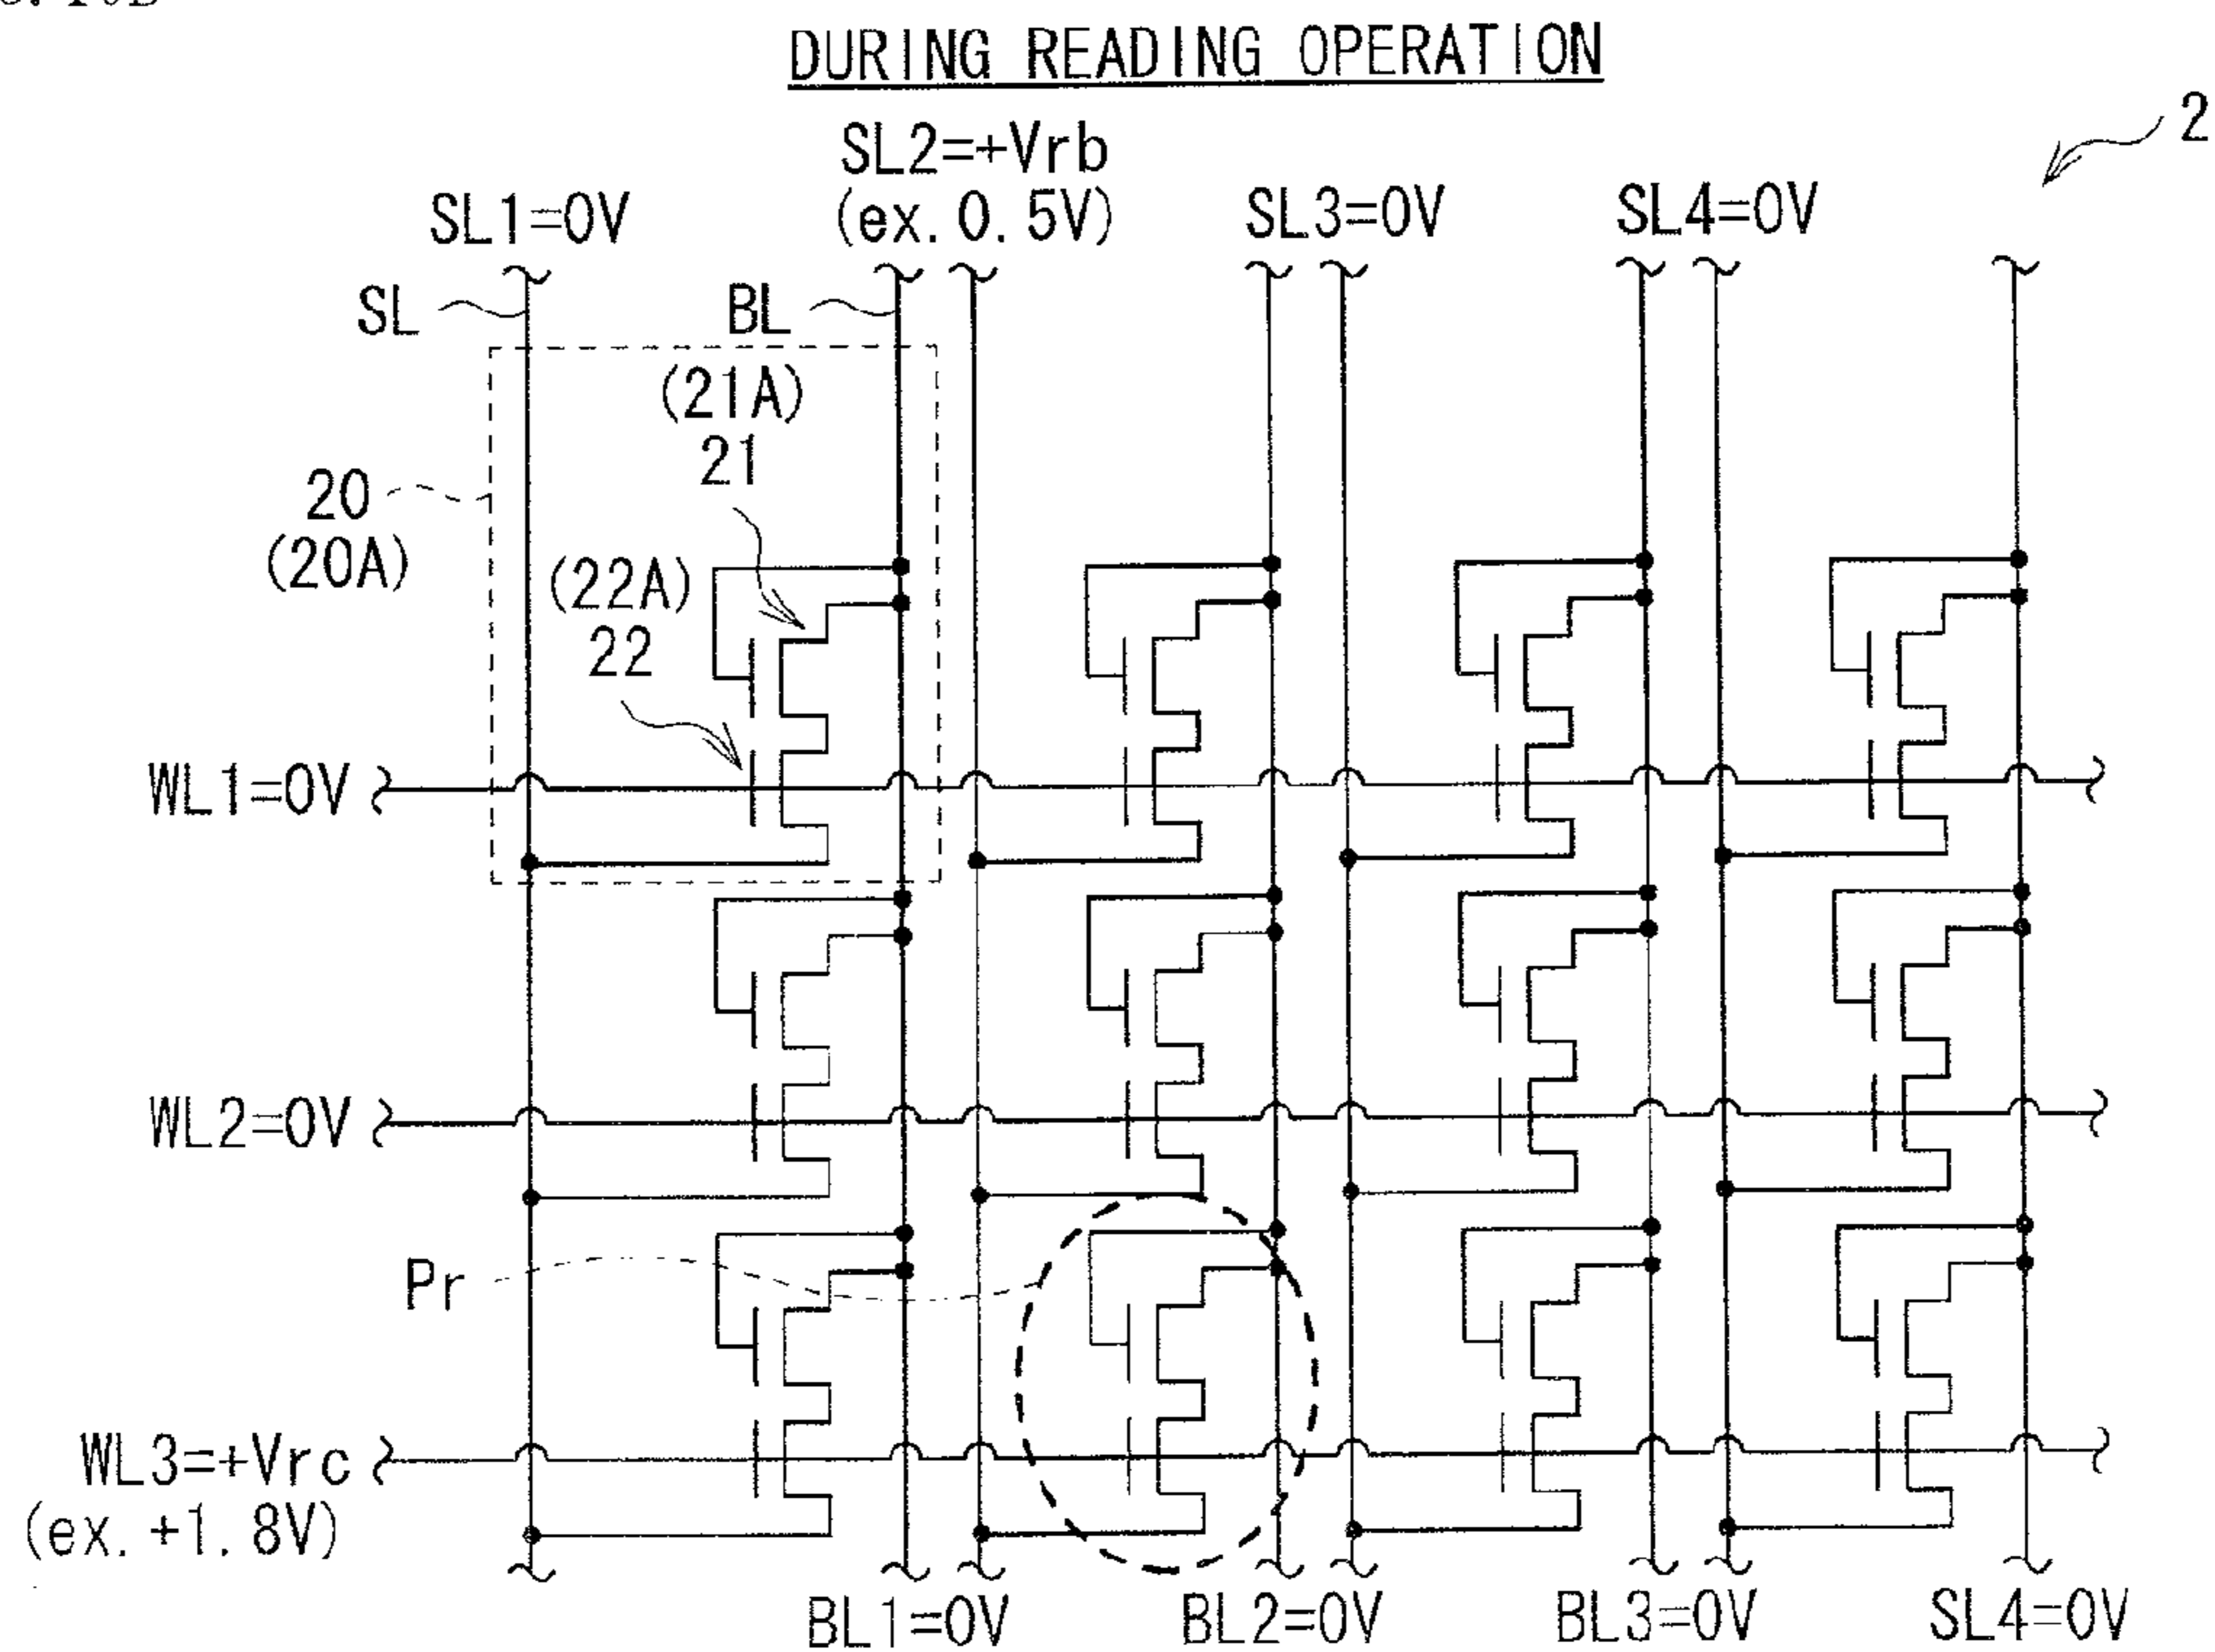 DURING READING OPERATION
2
SL2=+Vrb
(ex.0.5V)
SL1=0V
SL3=0V
SL4=0V
SL
BL
(21A)
21
20
(20A)
(22A)
22
WL1=0V
WL2=0V
Pr
WL3=+Vrc
(ex.+1.8V)
BL1=0V
BL2=0V
BL3=0V
SL4=0V